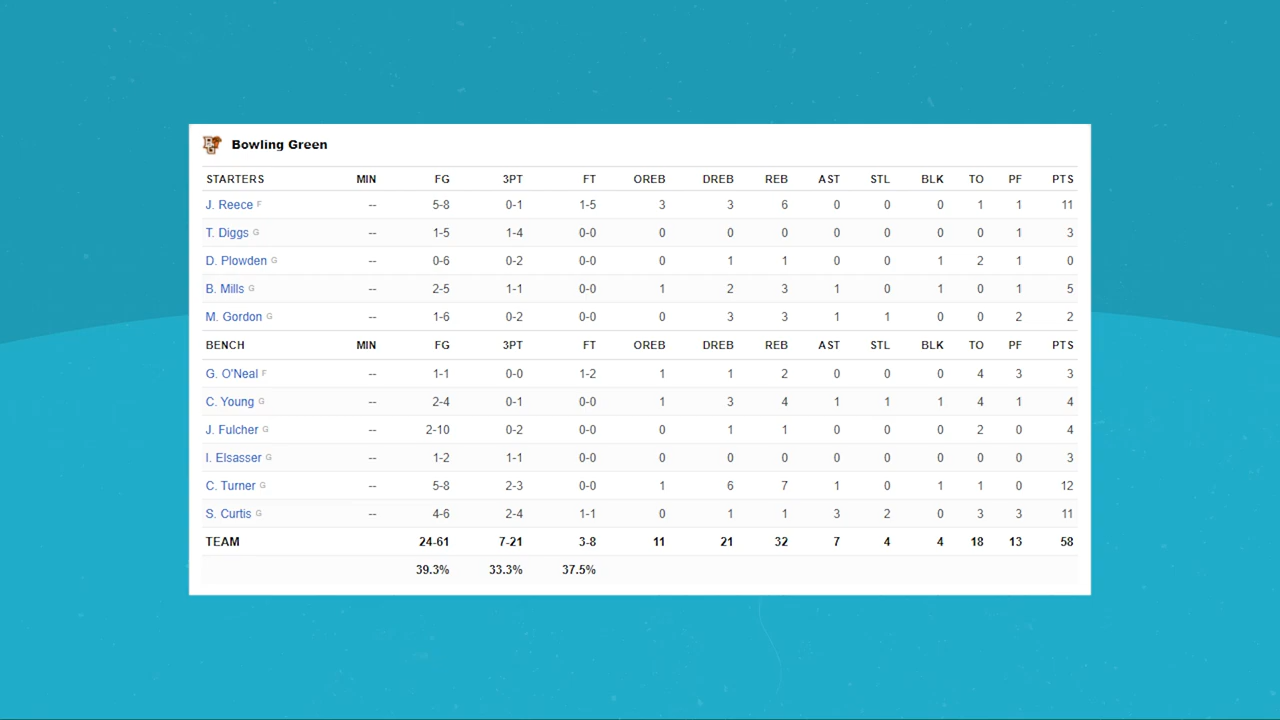 Bowling Green
STARTERS MIN FG 3PT FT OREB DREB REB AST STL BLK TO PF PTS
J. Reece F -- 5-8 0-1 1-5 3 3 6 0 0 0 1 1 11
T. Diggs G -- 1-5 1-4 0-0 0 0 0 0 0 0 0 1 3
D. Plowden G -- 0-6 0-2 0-0 0 1 1 0 0 1 2 1 0
B. Mills G -- 2-5 1-1 0-0 1 2 3 1 0 1 0 1 5
M. Gordon G -- 1-6 0-2 0-0 0 3 3 1 1 0 0 2 2
BENCH MIN FG 3PT FT OREB DREB REB AST STL BLK TO PF PTS
G. O'Neal F -- 1-1 0-0 1-2 1 1 2 0 0 0 4 3 3
C. Young G -- 2-4 0-1 0-0 1 3 4 1 1 1 4 1 4
J. Fulcher G -- 2-10 0-2 0-0 0 1 1 0 0 0 2 0 4
I. Elsasser G -- 1-2 1-1 0-0 0 0 0 0 0 0 0 0 3
C. Turner G -- 5-8 2-3 0-0 1 6 7 1 0 1 1 0 12
S. Curtis G -- 4-6 2-4 1-1 0 1 1 3 2 0 3 3 11
TEAM 24-61 7-21 3-8 11 21 32 7 4 4 18 13 58
39.3% 33.3% 37.5%